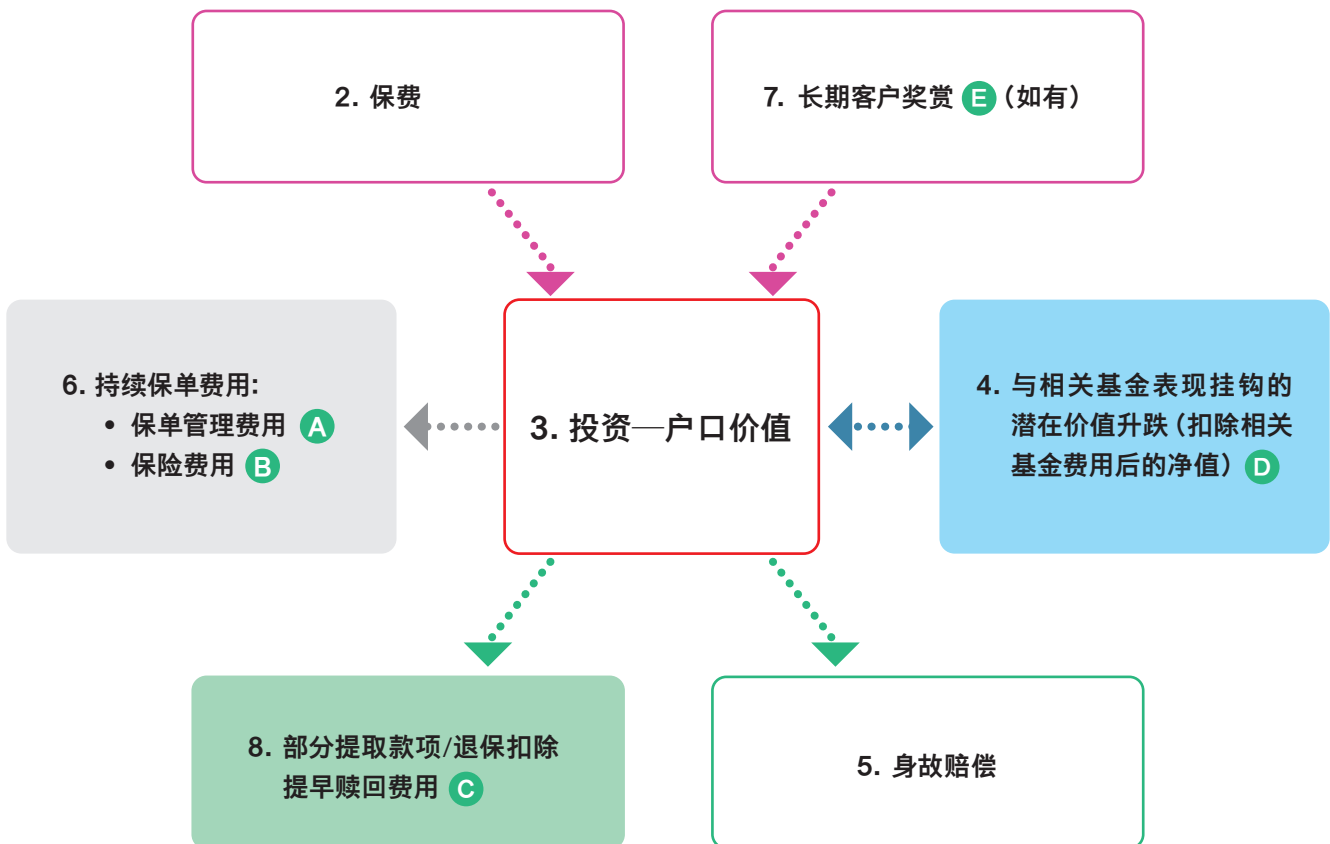 2. 保费
7. 长期客户奖赏 E (如有)
6. 持续保单费用:
• 保单管理费用 A
• 保险费用 B
3. 投资—户口价值
4. 与相关基金表现挂钩的
潜在价值升跌(扣除相关
基金费用后的净值) D
8. 部分提取款项/退保扣除
提早赎回费用 C
5. 身故赔偿